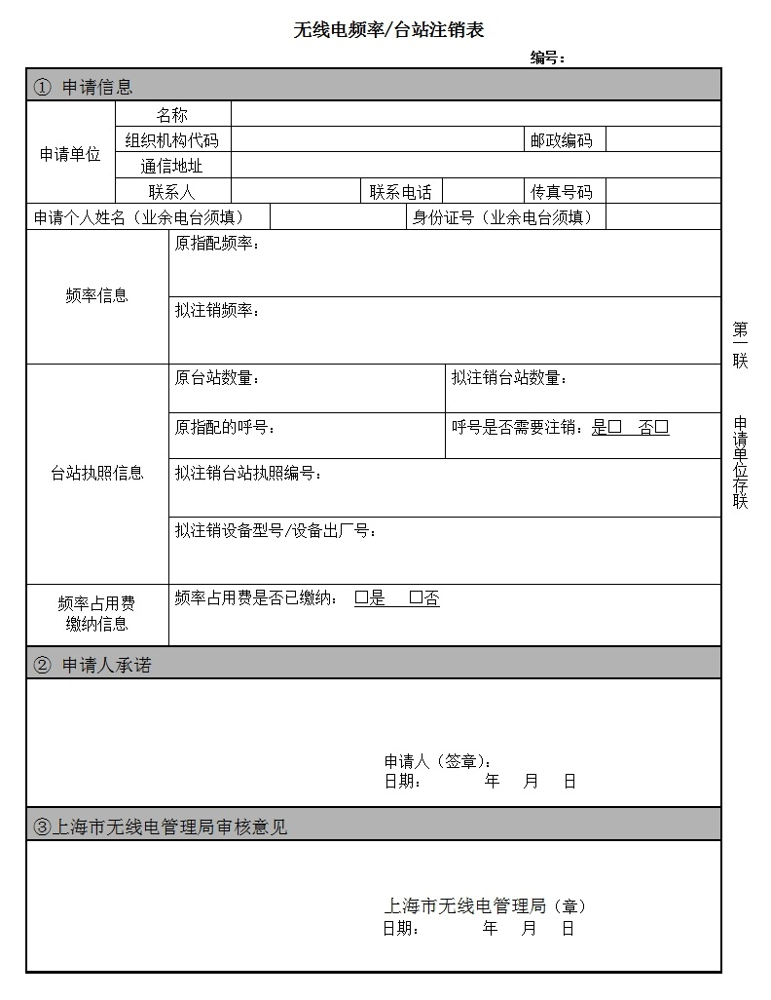 无线电频率/台站注销表
编号：
① 申请信息
申请单位
名称
组织机构代码
邮政编码
通信地址
联系人
联系电话
传真号码
申请个人姓名（业余电台须填）
身份证号（业余电台须填）
频率信息
原指配频率：
拟注销频率：
台站执照信息
原台站数量：
拟注销台站数量：
原指配的呼号：
呼号是否需要注销：是□ 否□
拟注销台站执照编号：
拟注销设备型号/设备出厂号：
频率占用费
缴纳信息
频率占用费是否已缴纳： □是 □否
② 申请人承诺
申请人（签章）：
日期： 年 月 日
③上海市无线电管理局审核意见
上海市无线电管理局（章）
日期： 年 月 日
第一联
申请单位存联